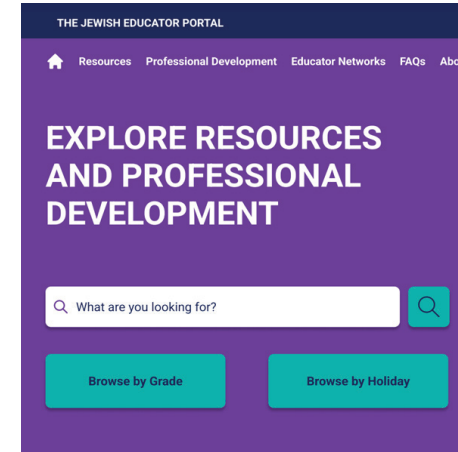 THE JEWISH EDUCATOR PORTAL
Resources Professional Development Educator Networks FAQs
EXPLORE RESOURCES
AND PROFESSIONAL
DEVELOPMENT
What are you looking for?
Browse by Grade Browse by Holiday